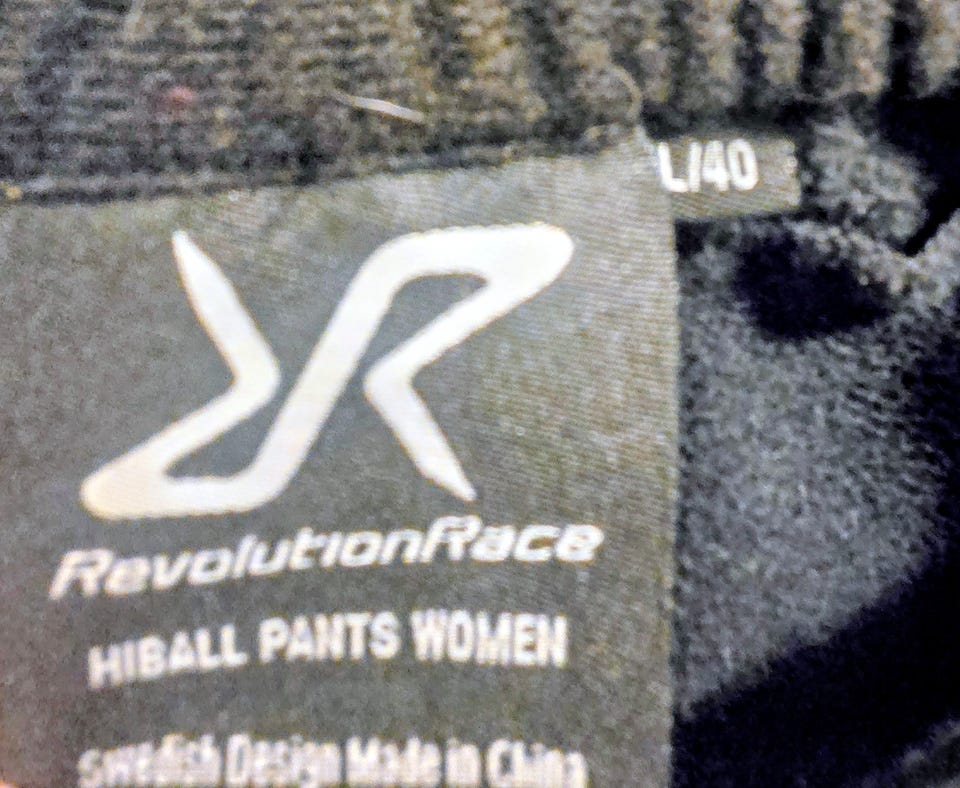 L/40
RevolutionRace
HIBALL PANTS WOMEN
Swedish Design Made in China